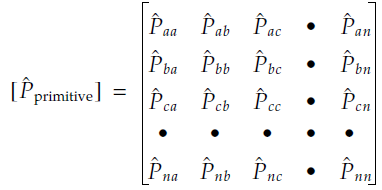 P̂aa P̂ab P̂ac • P̂an
P̂ba P̂bb P̂bc • P̂bn
[P̂primitive] = P̂ca P̂cb P̂cc • P̂cn
• • • • •
P̂na P̂nb P̂nc • P̂nn